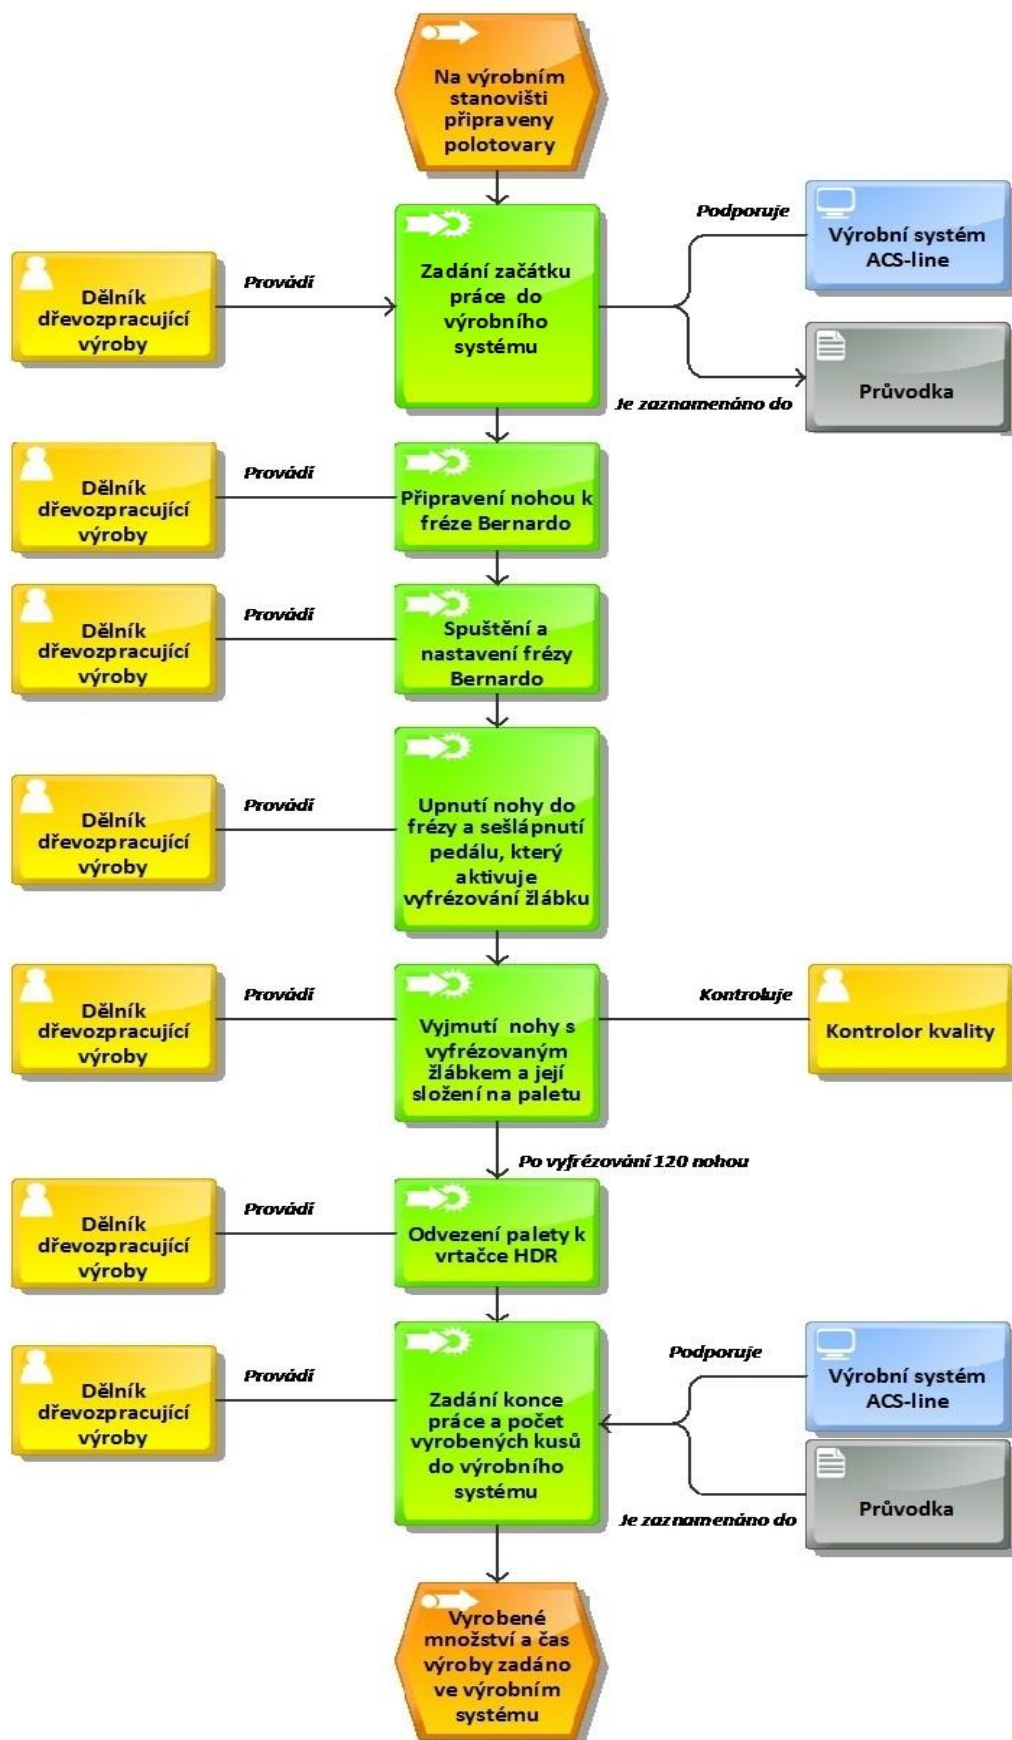 Na výrobním
stanovišti
připraveny
polotovary
Podporuje
Výrobní systém
ACS-line
Dělník
dřevozpracující
výroby
Provádí
Zadání začátku
práce do
výrobního
systému
Je zaznamenáno do
Průvodka
Dělník
dřevozpracující
výroby
Provádí
Připravení nohou k
fréze Bernardo
Dělník
dřevozpracující
výroby
Provádí
Spuštění a
nastavení frézy
Bernardo
Dělník
dřevozpracující
výroby
Provádí
Upnutí nohy do
frézy a sešlápnutí
pedálu, který
aktivuje
vyfrézování žlábku
Dělník
dřevozpracující
výroby
Provádí
Vyjmutí nohy s
vyfrézovaným
žlábkem a její
složení na paletu
Kontroluje
Kontrolor kvality
Po vyfrézování 120 nohou
Dělník
dřevozpracující
výroby
Provádí
Odvezení palety k
vrtačce HDR
Dělník
dřevozpracující
výroby
Provádí
Zadání konce
práce a počet
vyrobených kusů
do výrobního
systému
Podporuje
Výrobní systém
ACS-line
Je zaznamenáno do
Průvodka
Vyrobené
množství a čas
výroby zadáno
ve výrobním
systému